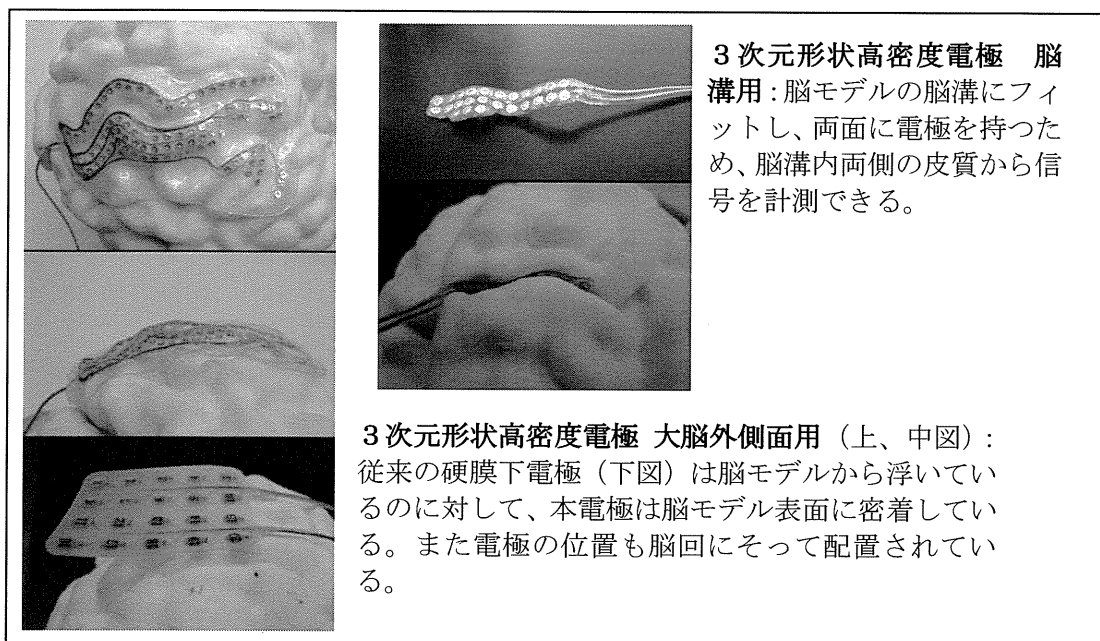 3次元形状高密度電極 脳
溝用：脳モデルの脳溝にフィ
ットし、両面に電極を持つた
め、脳溝内両側の皮質から信
号を計測できる。
3次元形状高密度電極 大脳外側面用（上、中図）：
従来の硬膜下電極（下図）は脳モデルから浮いてい
るのに対して、本電極は脳モデル表面に密着してい
る。また電極の位置も脳回にそって配置されてい
る。